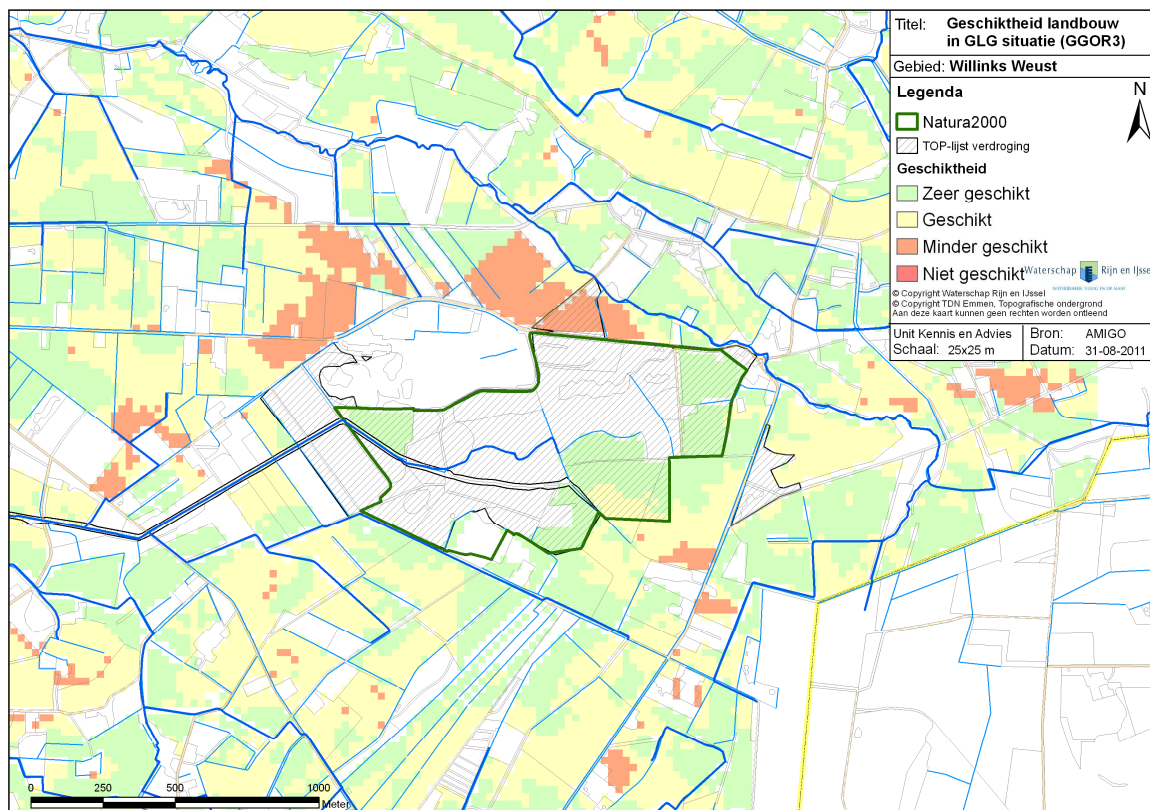 Titel: Geschiktheid landbouw
in GLG situatie (GGOR3)
Gebied: Willinks Weust
Legenda
N
Natura2000
TOP-lijst verdroging
Geschiktheid
Zeer geschikt
Geschikt
Minder geschikt
Niet geschikt
Waterschap Rijn en IJssel
© Copyright Waterschap Rijn en IJssel
© Copyright TDN Emmen, Topografische ondergrond
Aan deze kaart kunnen geen rechten worden ontleend
Unit Kennis en Advies
Schaal: 25x25 m
Bron: AMIGO
Datum: 31-08-2011
0 250 500 1000
Meter